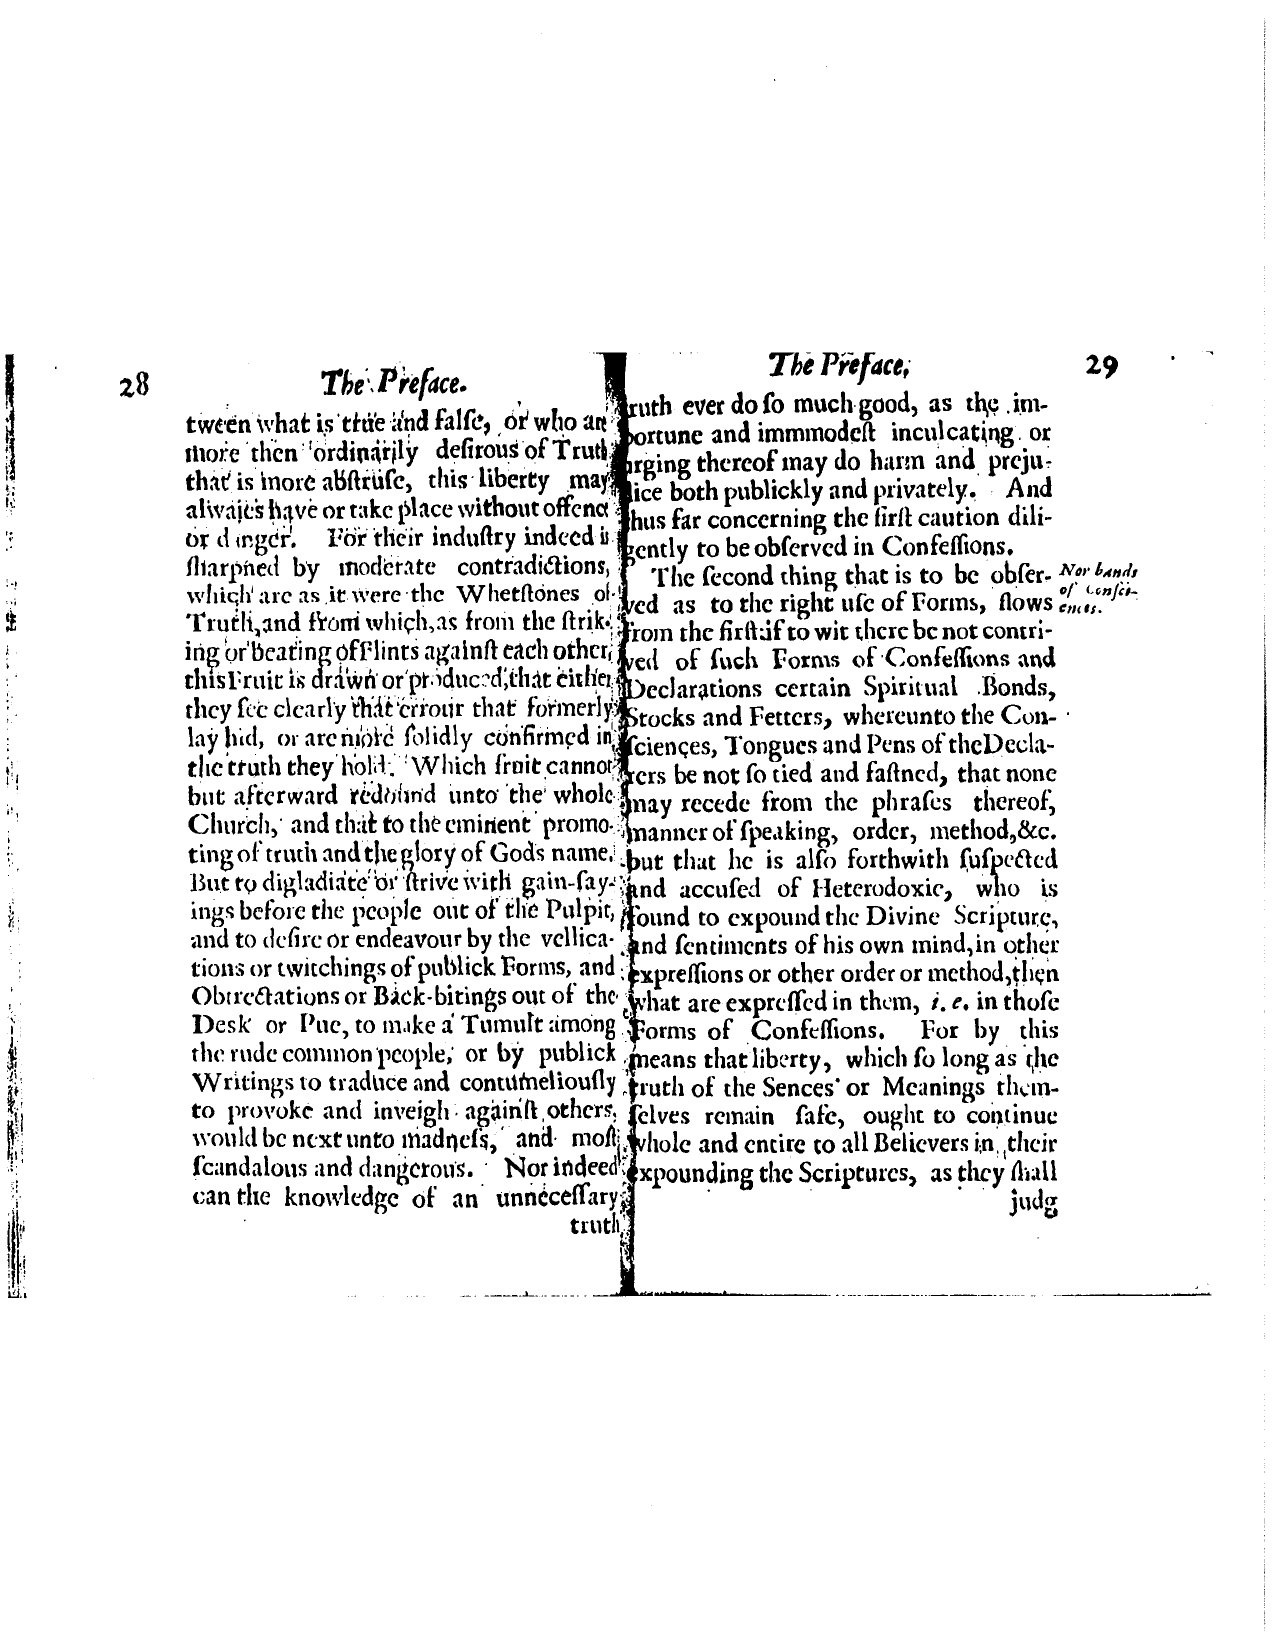 28
The Preface.
tween what is true and falſe, or who are
more then ordinarily deſirous of Truth
that is more abſtruſe, this liberty may
alwaies have or take place without offence
or danger. For their induſtry indeed is
ſharpned by moderate contradictions,
which are as it were the Whetſtones of
Truth, and from which, as from the ſtrik-
ing or beating of Flints againſt each other,
this Fruit is drawn or produced, that either
they ſee clearly that errour that formerly
lay hid, or are more ſolidly confirmed in
the truth they hold. Which fruit cannot
but afterward redound unto the whole
Church, and that to the eminent promo-
ting of truth and the glory of Gods name.
But to digladiate or ſtrive with gain-ſay-
ings before the people out of the Pulpit,
and to deſire or endeavour by the vellica-
tions or twitchings of publick Forms, and
Obtrectations or Back-bitings out of the
Desk or Pue, to make a Tumult among
the rude common people, or by publick
Writings to traduce and contumeliouſly
to provoke and inveigh againſt others,
would be next unto madneſs, and moſt
ſcandalous and dangerous. Nor indeed
can the knowledge of an unneceſſary
truth
The Preface,
29
truth ever do ſo much good, as the im-
portune and immmodeſt inculcating or
urging thereof may do harm and preju-
dice both publickly and privately. And
thus far concerning the firſt caution dili-
gently to be obſerved in Confeſſions.
The ſecond thing that is to be obſer-
ved as to the right uſe of Forms, flows
from the firſt: if to wit there be not contri-
ved of ſuch Forms of Confeſſions and
Declarations certain Spiritual Bonds,
Stocks and Fetters, whereunto the Con-
ſciences, Tongues and Pens of the Decla-
rers be not ſo tied and faſtned, that none
may recede from the phraſes thereof,
manner of ſpeaking, order, method, &c.
but that he is alſo forthwith ſuſpected
and accuſed of Heterodoxie, who is
found to expound the Divine Scripture,
and ſentiments of his own mind, in other
expreſſions or other order or method, then
what are expreſſed in them, i. e. in thoſe
Forms of Confeſſions. For by this
means that liberty, which ſo long as the
truth of the Sences or Meanings them-
ſelves remain ſafe, ought to continue
whole and entire to all Believers in their
expounding the Scriptures, as they ſhall
judg
Nor bands
of Conſci-
ences.